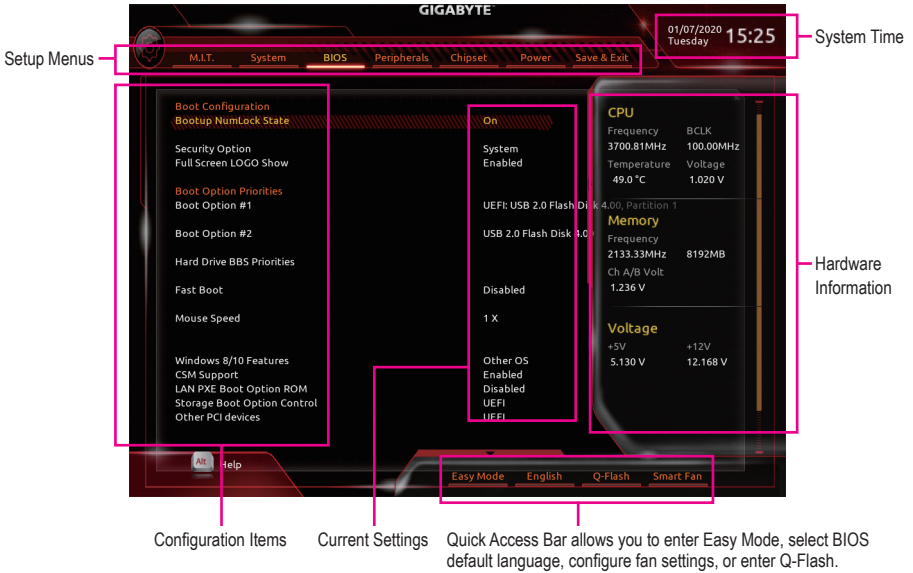 GIGABYTE
01/07/2020
Tuesday
15:25
System Time
Setup Menus
M.I.T. System BIOS Peripherals Chipset Power Save & Exit
Boot Configuration
Bootup NumLock State On
Security Option System
Full Screen LOGO Show Enabled
Boot Option Priorities
Boot Option #1 UEFI: USB 2.0 Flash Disk 4.00, Partition 1
Boot Option #2 USB 2.0 Flash Disk 4.00
Hard Drive BBS Priorities
Fast Boot Disabled
Mouse Speed 1 X
Windows 8/10 Features Other OS
CSM Support Enabled
LAN PXE Boot Option ROM Disabled
Storage Boot Option Control UEFI
Other PCI devices UEFI
CPU
Frequency BCLK
3700.81MHz 100.00MHz
Temperature Voltage
49.0 °C 1.020 V
Memory
Frequency
2133.33MHz 8192MB
Ch A/B Volt
1.236 V
Voltage
+5V +12V
5.130 V 12.168 V
Hardware
Information
Alt Help
Easy Mode English Q-Flash Smart Fan
Configuration Items
Current Settings
Quick Access Bar allows you to enter Easy Mode, select BIOS
default language, configure fan settings, or enter Q-Flash.